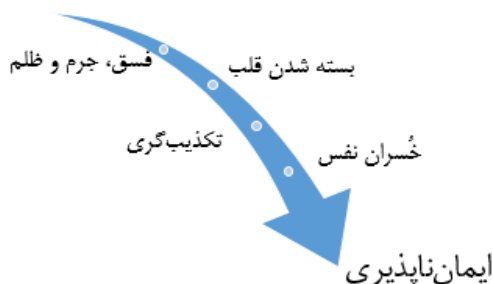 فسق، جرم و ظلم
بسته شدن قلب
تکذیب‌گری
خُسران نفس
ایمان‌ناپذیری